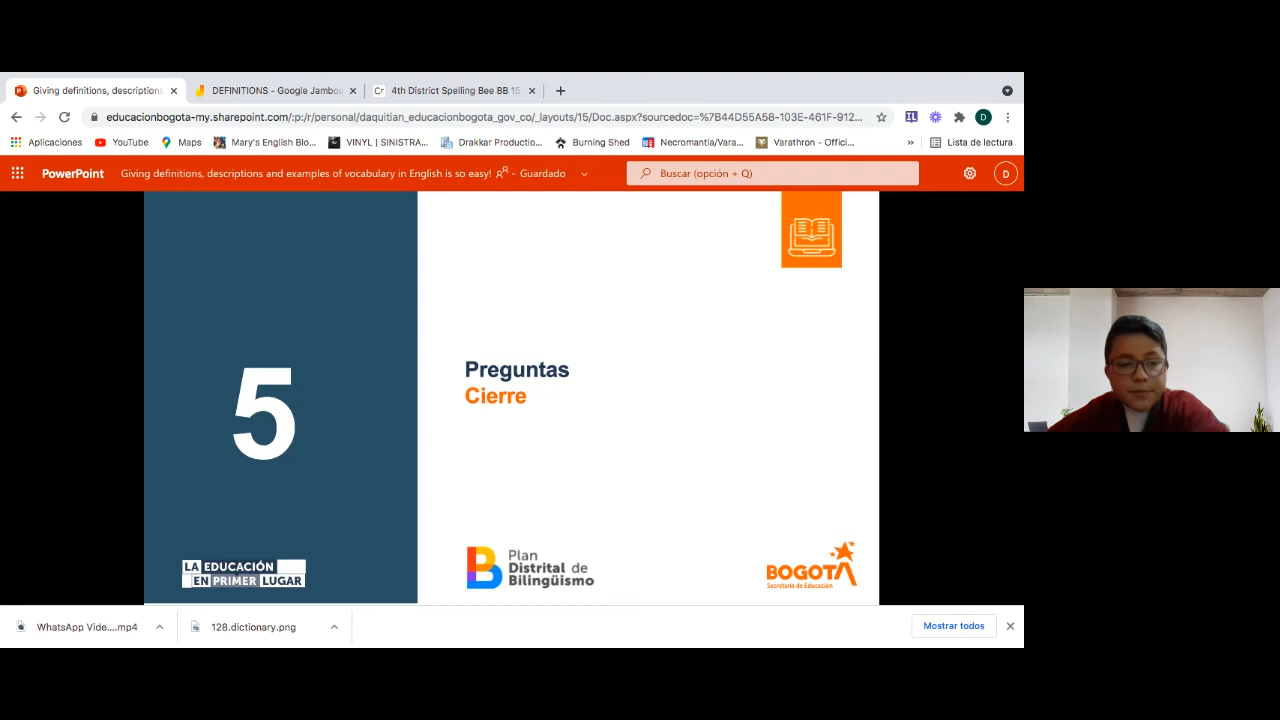 Giving definitions, description
DEFINITIONS - Google Jamboa
Cr 4th District Spelling Bee BB 15
educacionbogota-my.sharepoint.com/:p:/r/personal/daquitian_educacionbogota_gov_co/_layouts/15/Doc.aspx?sourcedoc=%7B44D55A58-103E-461F-912...
IL
D
Aplicaciones
YouTube
Maps
Mary's English Blo...
VINYL | SINISTRA...
Drakkar Productio...
Burning Shed
Necromantia/Vara...
Varathron - Offici...
»
Lista de lectura
PowerPoint
Giving definitions, descriptions and examples of vocabulary in English is so easy! - Guardado
Buscar (opción + Q)
D
5
Preguntas
Cierre
LA EDUCACIÓN
EN PRIMER LUGAR
B
Plan
Distrital de
Bilingüismo
BOGOTA
Secretaría de Educación
WhatsApp Vide....mp4
128.dictionary.png
Mostrar todos